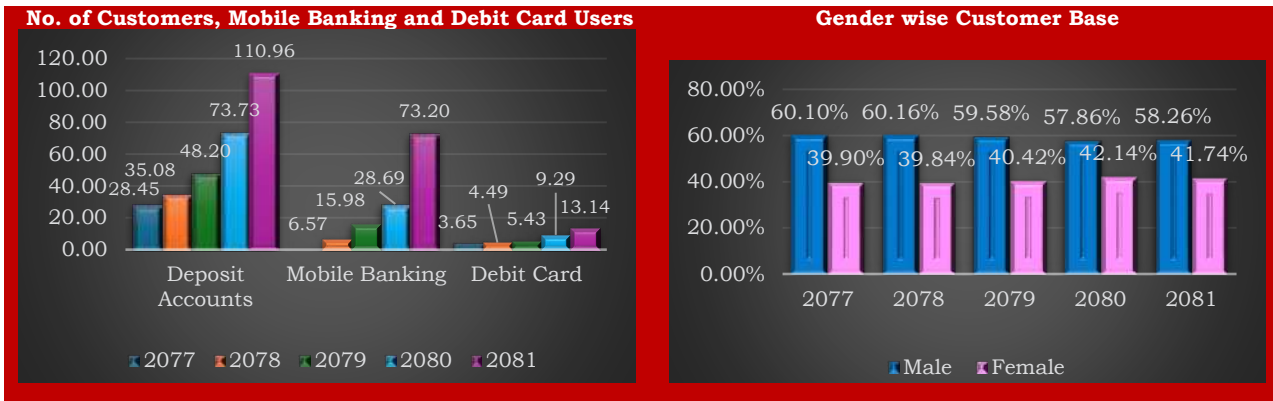 No. of Customers, Mobile Banking and Debit Card Users
120.00
100.00
80.00
60.00
40.00
20.00
0.00
28.45
35.08
48.20
73.73
110.96
6.57
15.98
28.69
73.20
3.65
4.49
5.43
9.29
13.14
Deposit
Accounts
Mobile Banking
Debit Card
2077 2078 2079 2080 2081
Gender wise Customer Base
80.00%
60.00%
40.00%
20.00%
0.00%
60.10% 60.16% 59.58% 57.86% 58.26%
39.90% 39.84% 40.42% 42.14% 41.74%
2077 2078 2079 2080 2081
Male Female